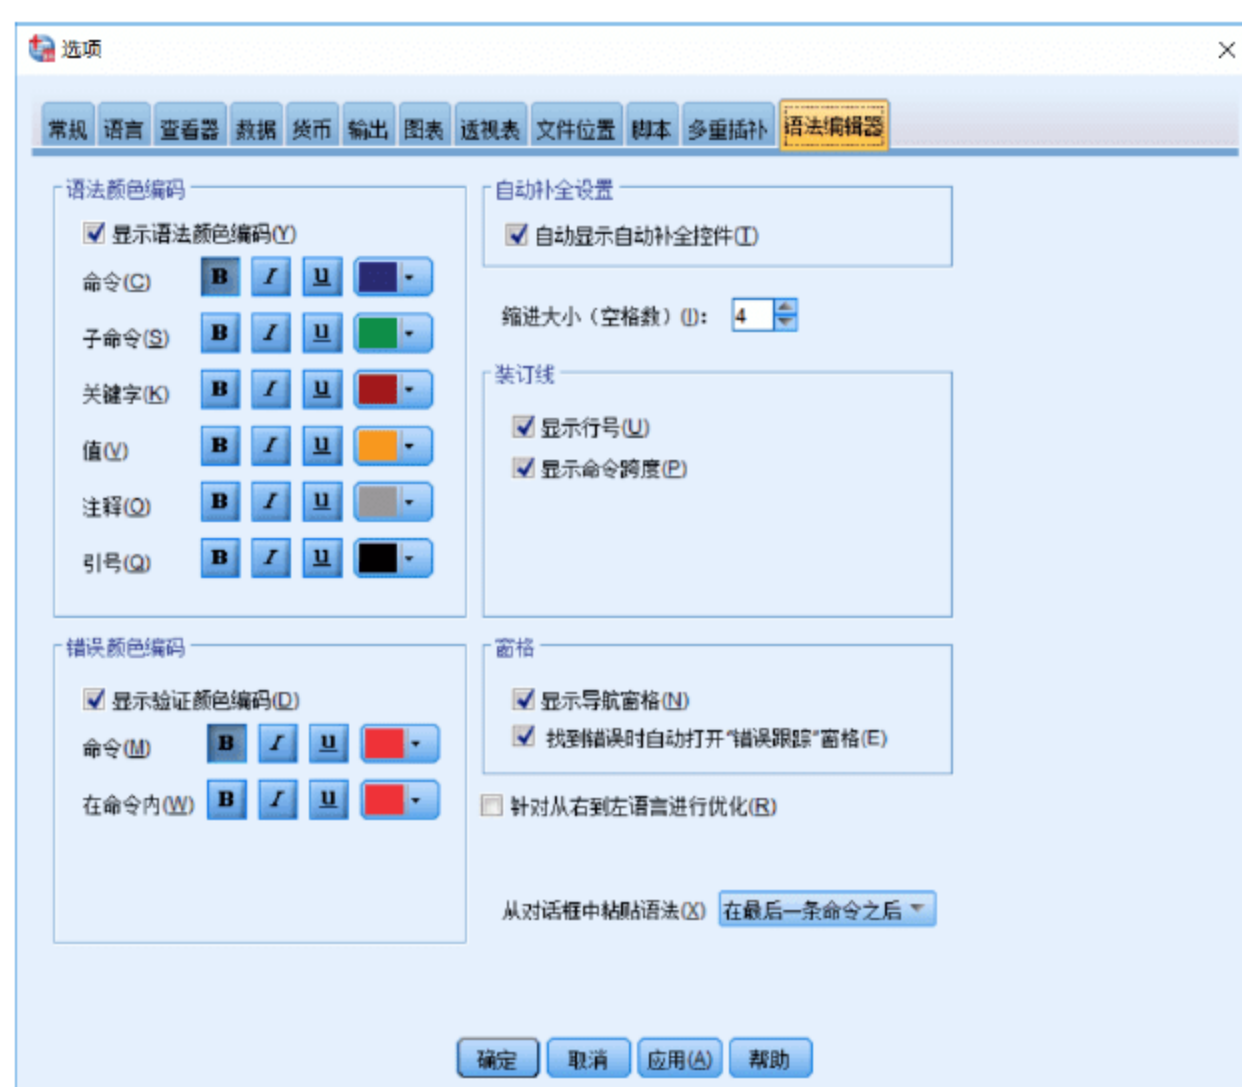 选项
常规 语言 查看器 数据 货币 输出 图表 透视表 文件位置 脚本 多重插补 语法编辑器
语法颜色编码
显示语法颜色编码(Y)
命令(C) B I U
子命令(S) B I U
关键字(K) B I U
值(V) B I U
注释(O) B I U
引号(Q) B I U
自动补全设置
自动显示自动补全控件(T)
缩进大小（空格数）(I)： 4
装订线
显示行号(U)
显示命令跨度(P)
错误颜色编码
显示验证颜色编码(D)
命令(M) B I U
在命令内(W) B I U
窗格
显示导航窗格(N)
找到错误时自动打开“错误跟踪”窗格(E)
针对从右到左语言进行优化(R)
从对话框中粘贴语法(X) 在最后一条命令之后
确定 取消 应用(A) 帮助